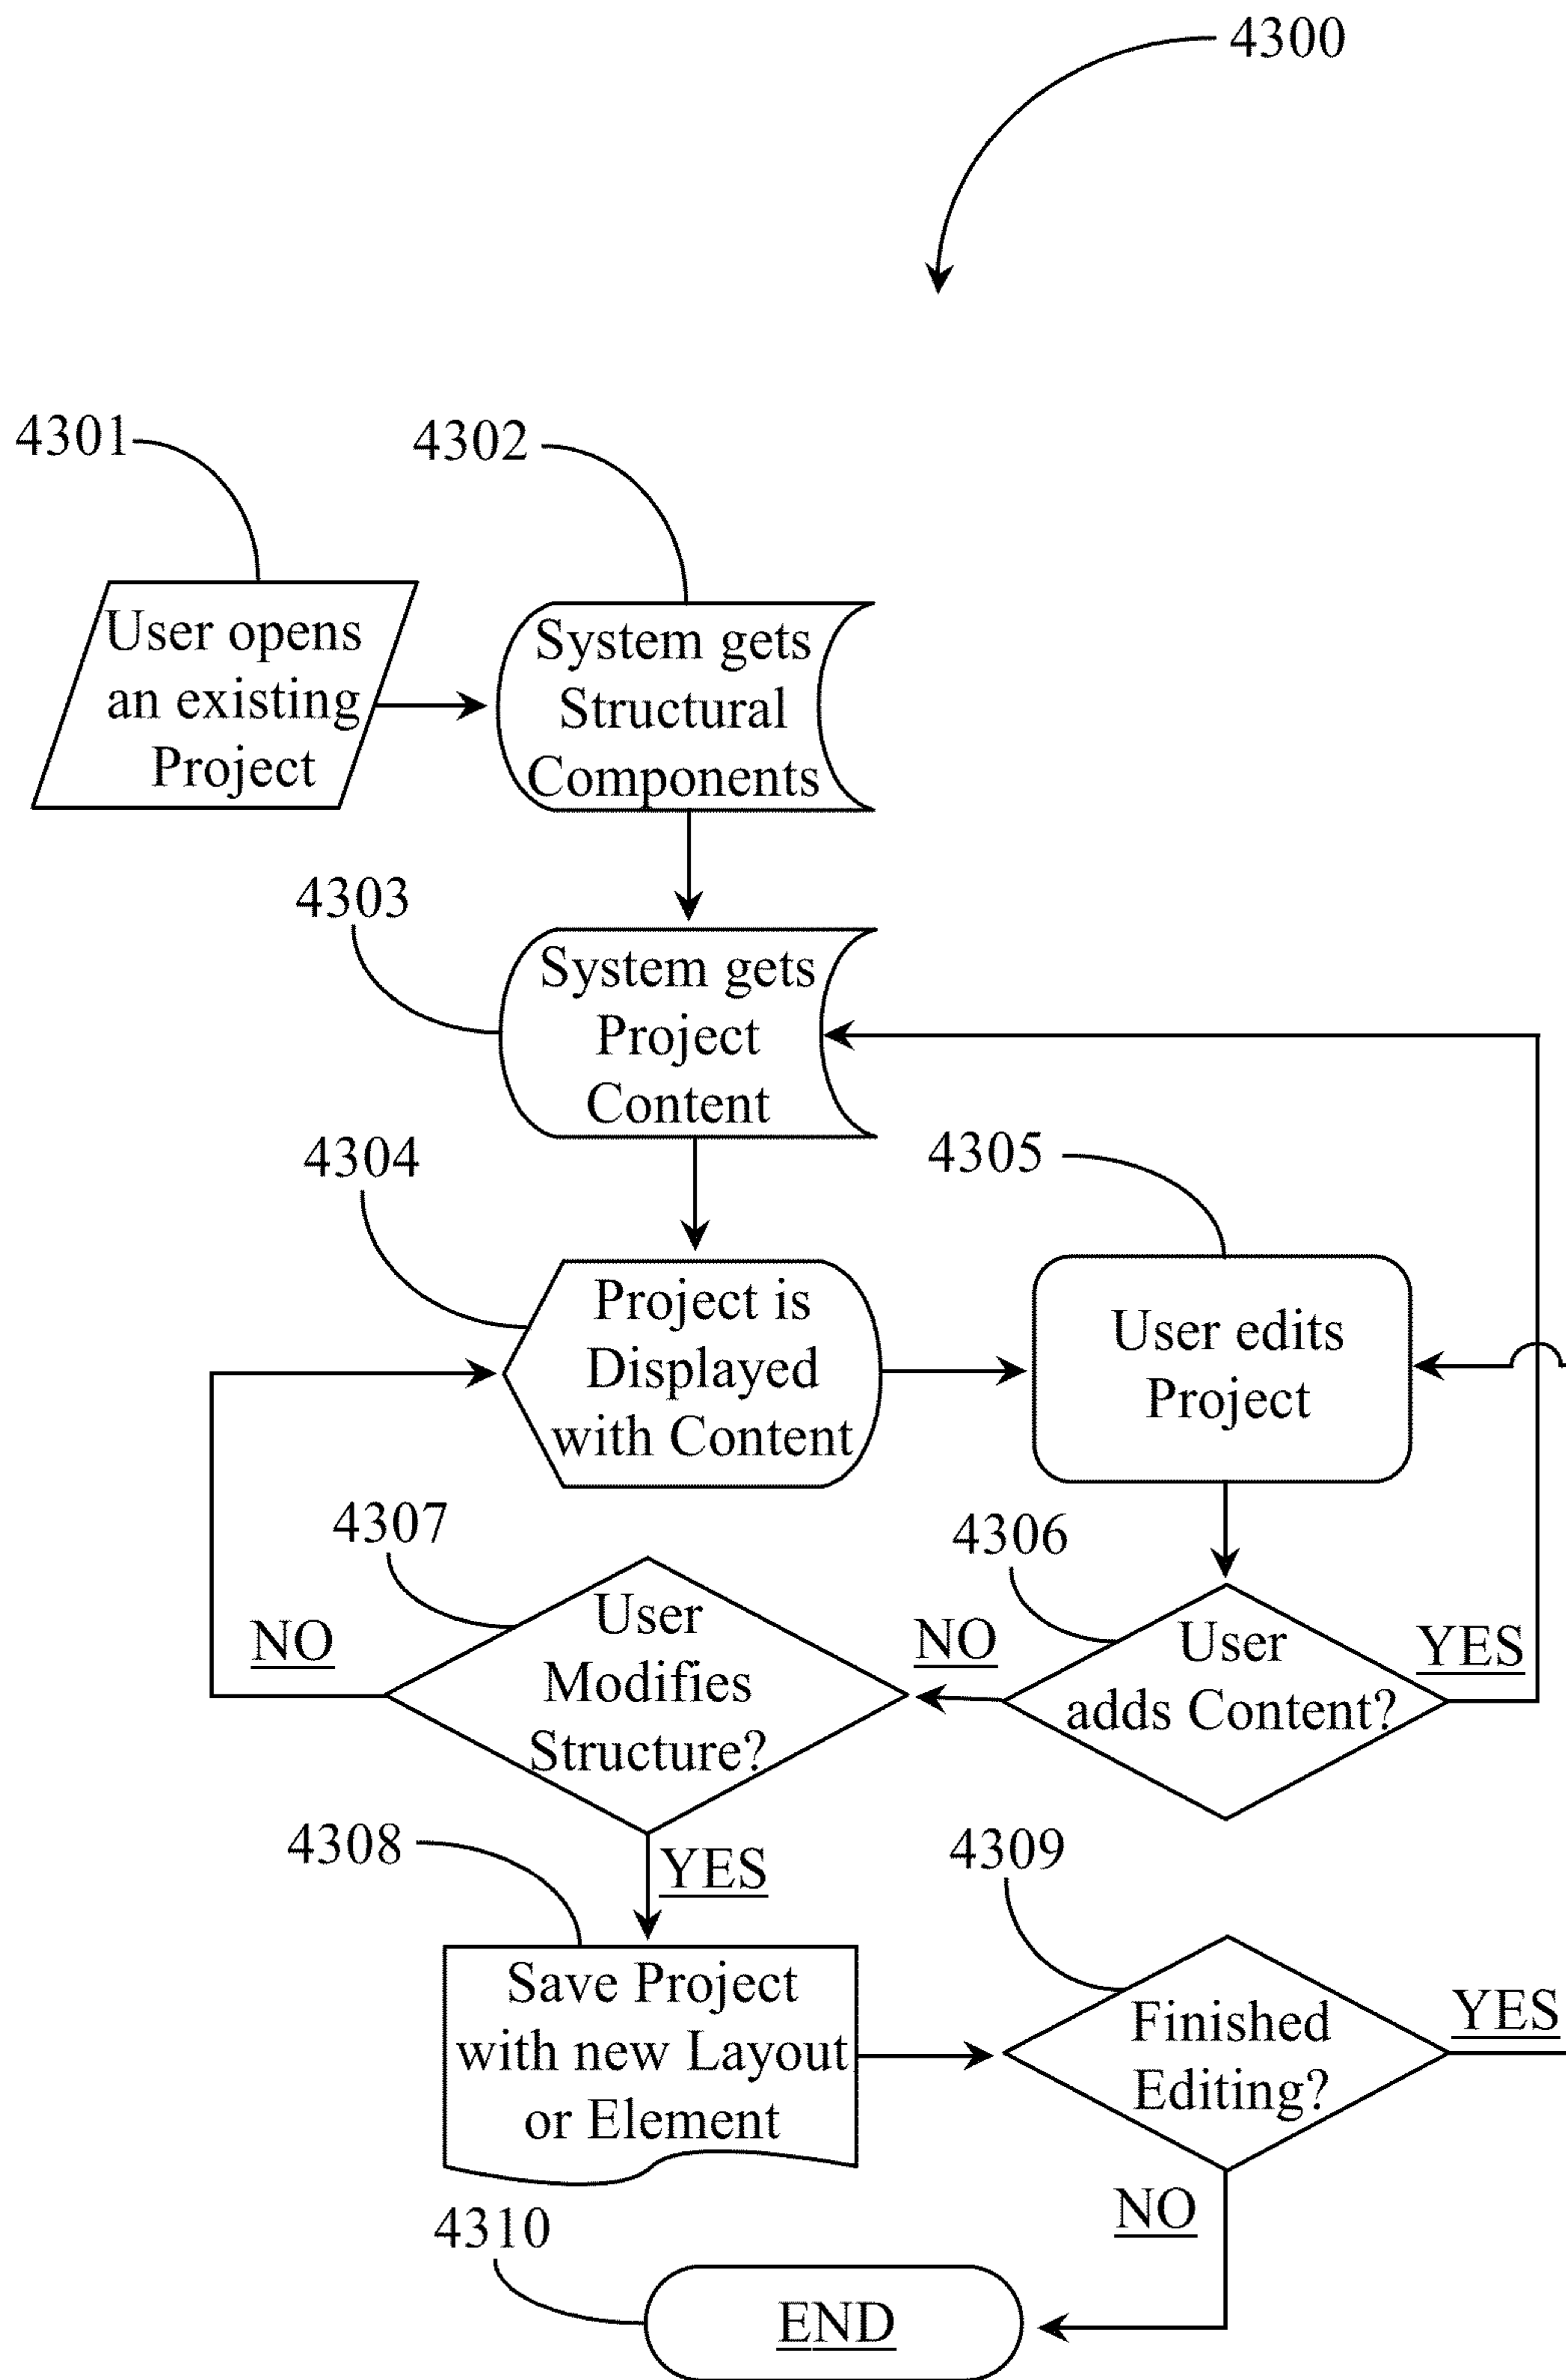 4300
4301
4302
User opens
an existing
Project
System gets
Structural
Components
4303
System gets
Project
Content
4304
4305
Project is
Displayed
with Content
User edits
Project
4307
4306
NO
User
Modifies
Structure?
NO
User
adds Content?
YES
4308
YES
4309
Save Project
with new Layout
or Element
Finished
Editing?
YES
4310
NO
END